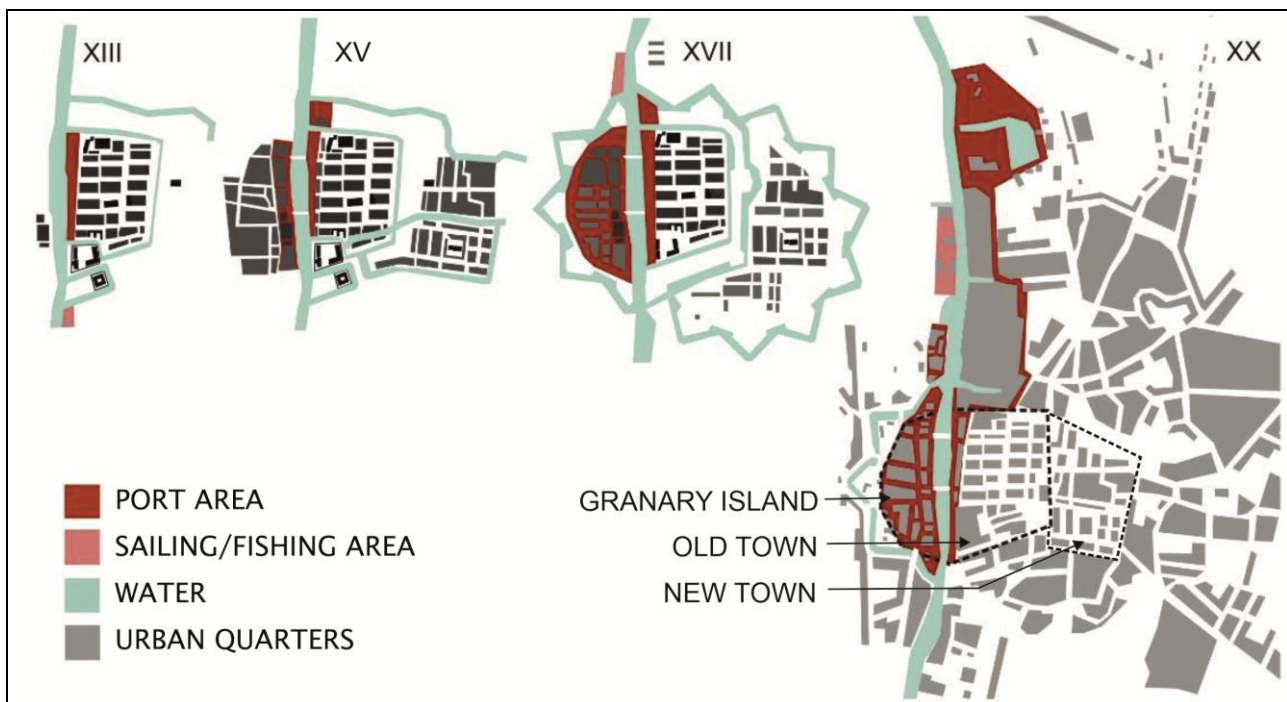 XIII
XV
XVII
XX
PORT AREA
SAILING/FISHING AREA
WATER
URBAN QUARTERS
GRANARY ISLAND
OLD TOWN
NEW TOWN